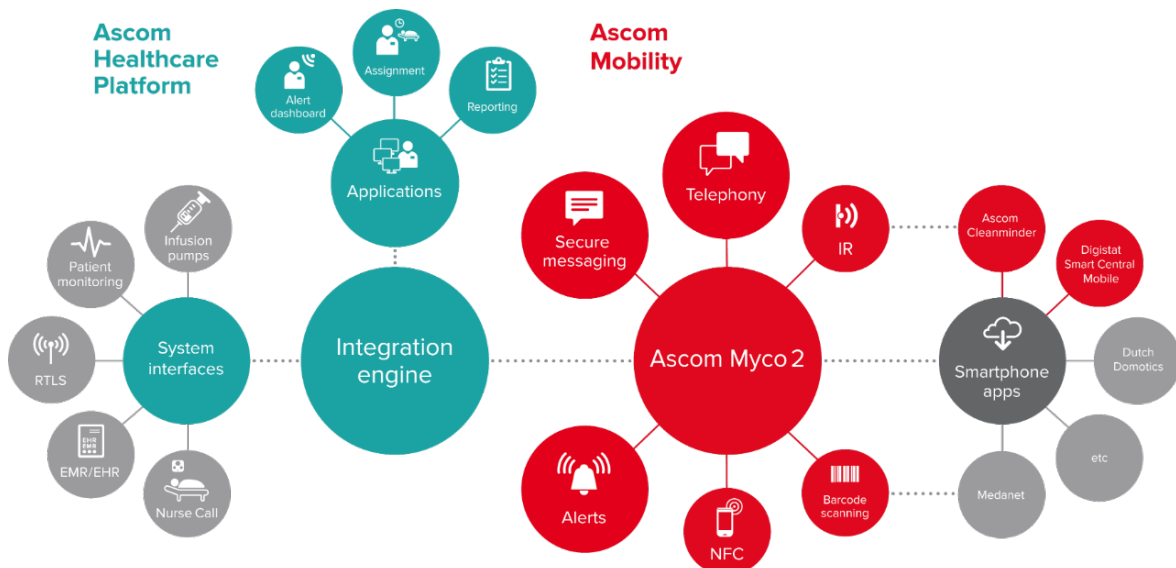 Ascom
Healthcare
Platform
Ascom
Mobility
Assignment
Alert
dashboard
Reporting
Applications
Telephony
Secure
messaging
IR
Ascom
Cleanminder
Digistat
Smart Central
Mobile
Infusion
pumps
Patient
monitoring
RTLS
System
interfaces
Integration
engine
Ascom Myco 2
Smartphone
apps
Dutch
Domotics
EHR
EMR
EMR/EHR
Nurse Call
Alerts
NFC
Barcode
scanning
Medanet
etc